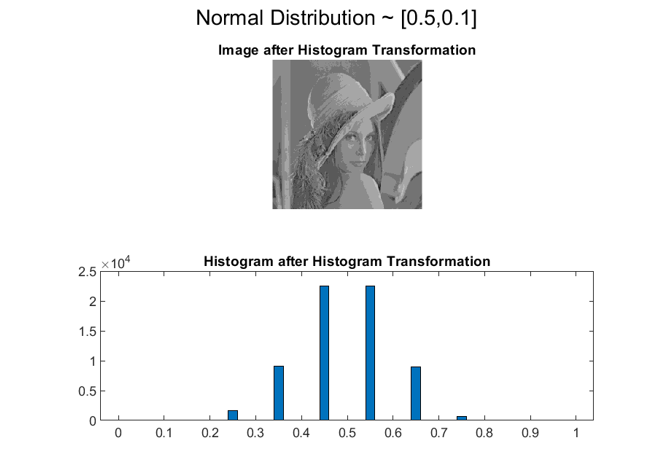 Normal Distribution ~ [0.5,0.1]
Image after Histogram Transformation
Histogram after Histogram Transformation
×10^4
2.5
2
1.5
1
0.5
0
0 0.1 0.2 0.3 0.4 0.5 0.6 0.7 0.8 0.9 1